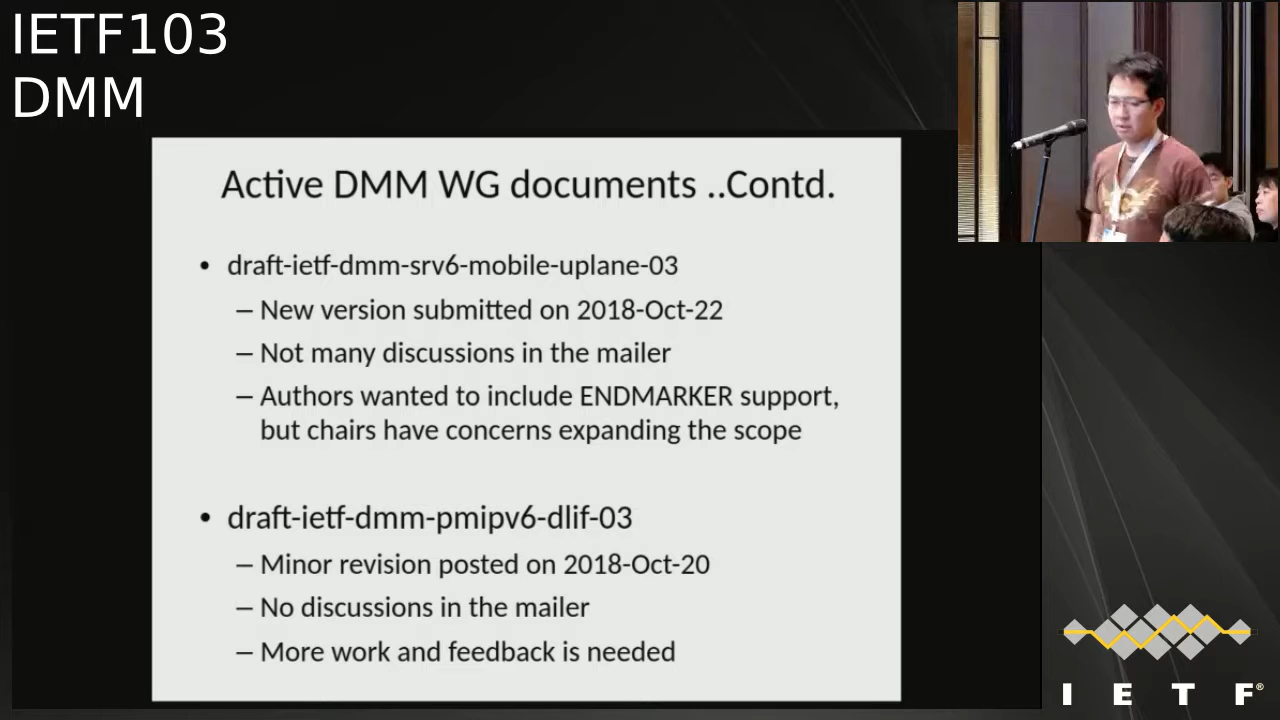 IETF103
DMM
Active DMM WG documents ..Contd.
• draft-ietf-dmm-srv6-mobile-uplane-03
– New version submitted on 2018-Oct-22
– Not many discussions in the mailer
– Authors wanted to include ENDMARKER support,
but chairs have concerns expanding the scope
• draft-ietf-dmm-pmipv6-dlif-03
– Minor revision posted on 2018-Oct-20
– No discussions in the mailer
– More work and feedback is needed
I E T F®